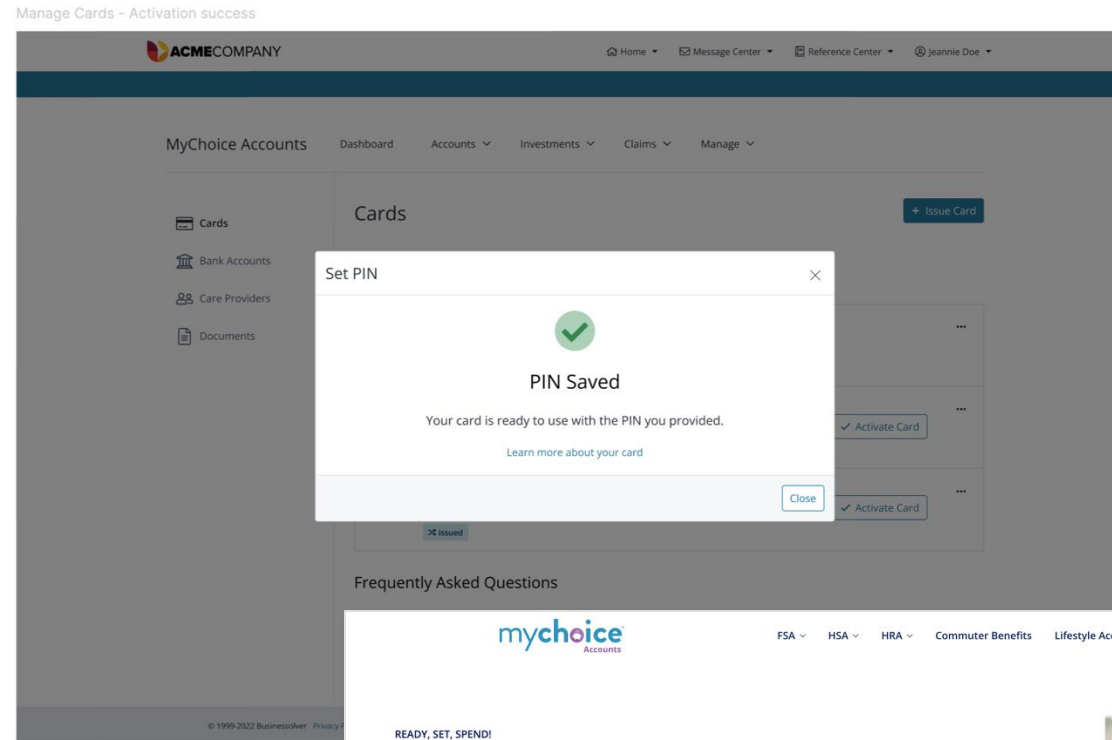 Manage Cards - Activation success
ACMECOMPANY
Home
Message Center
Reference Center
Jeannie Doe
MyChoice Accounts
Dashboard
Accounts
Investments
Claims
Manage
Cards
Bank Accounts
Care Providers
Documents
Cards
+ Issue Card
Set PIN
PIN Saved
Your card is ready to use with the PIN you provided.
Learn more about your card
Close
Activate Card
Activate Card
Issued
Frequently Asked Questions
mychoice
Accounts
FSA
HSA
HRA
Commuter Benefits
Lifestyle
READY, SET, SPEND!
© 1999-2022 Businessolver
Privacy